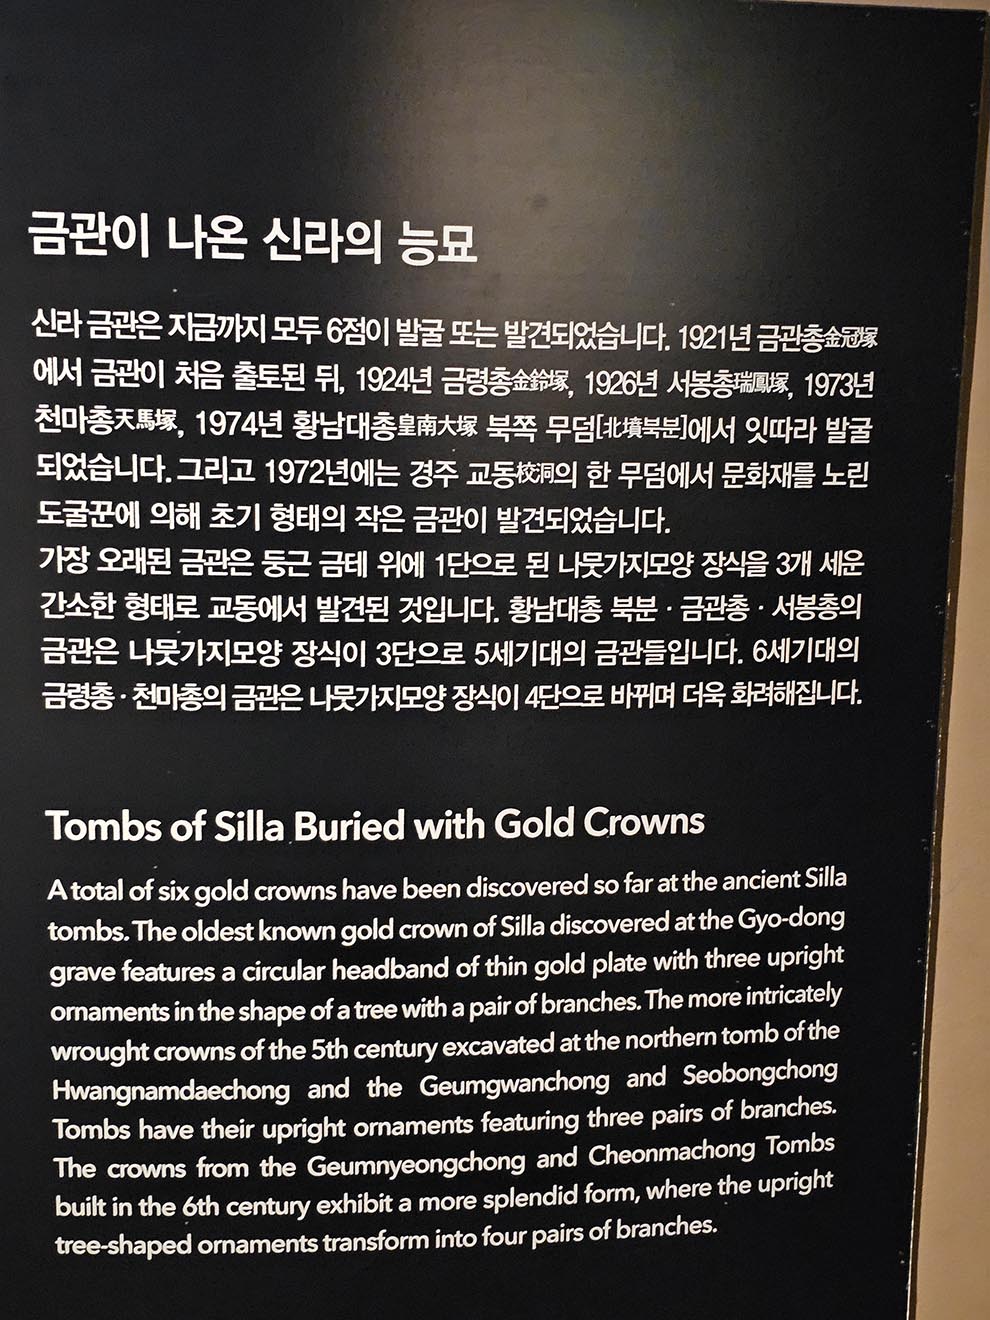 금관이 나온 신라의 능묘
신라 금관은 지금까지 모두 6점이 발굴 또는 발견되었습니다. 1921년 금관총金冠塚
에서 금관이 처음 출토된 뒤, 1924년 금령총金鈴塚, 1926년 서봉총瑞鳳塚, 1973년
천마총天馬塚, 1974년 황남대총皇南大塚 북쪽 무덤[北墳북분]에서 잇따라 발굴
되었습니다. 그리고 1972년에는 경주 교동校洞의 한 무덤에서 문화재를 노린
도굴꾼에 의해 초기 형태의 작은 금관이 발견되었습니다.
가장 오래된 금관은 둥근 금테 위에 1단으로 된 나뭇가지모양 장식을 3개 세운
간소한 형태로 교동에서 발견된 것입니다. 황남대총 북분 · 금관총 · 서봉총의
금관은 나뭇가지모양 장식이 3단으로 5세기대의 금관들입니다. 6세기대의
금령총 · 천마총의 금관은 나뭇가지모양 장식이 4단으로 바뀌며 더욱 화려해집니다.
Tombs of Silla Buried with Gold Crowns
A total of six gold crowns have been discovered so far at the ancient Silla
tombs. The oldest known gold crown of Silla discovered at the Gyo-dong
grave features a circular headband of thin gold plate with three upright
ornaments in the shape of a tree with a pair of branches. The more intricately
wrought crowns of the 5th century excavated at the northern tomb of the
Hwangnamdaechong and the Geumgwanchong and Seobongchong
Tombs have their upright ornaments featuring three pairs of branches.
The crowns from the Geumnyeongchong and Cheonmachong Tombs
built in the 6th century exhibit a more splendid form, where the upright
tree-shaped ornaments transform into four pairs of branches.